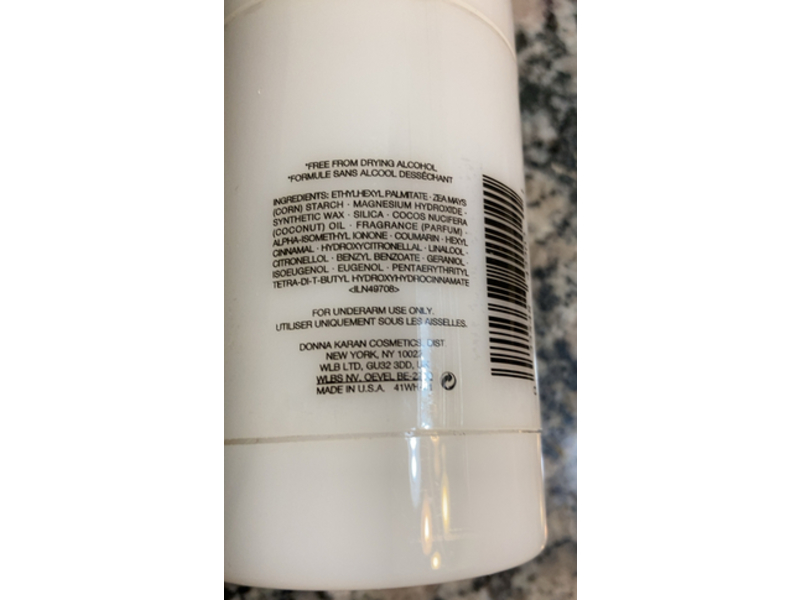 *FREE FROM DRYING ALCOHOL
*FORMULE SANS ALCOOL DESSÉCHANT
INGREDIENTS: ETHYLHEXYL PALMITATE · ZEA MAYS
(CORN) STARCH · MAGNESIUM HYDROXIDE ·
SYNTHETIC WAX · SILICA · COCOS NUCIFERA
(COCONUT) OIL · FRAGRANCE (PARFUM) ·
ALPHA-ISOMETHYL IONONE · COUMARIN · HEXYL
CINNAMAL · HYDROXYCITRONELLAL · LINALOOL ·
CITRONELLOL · BENZYL BENZOATE · GERANIOL ·
ISOEUGENOL · EUGENOL · PENTAERYTHRITYL
TETRA-DI-T-BUTYL HYDROXYHYDROCINNAMATE
<ILN49708>
FOR UNDERARM USE ONLY.
UTILISER UNIQUEMENT SOUS LES AISSELLES.
DONNA KARAN COSMETICS, DIST.
NEW YORK, NY 10022
WLB LTD, GU32 3DD,
WLBS NV, OEVEL
MADE IN U.S.A.